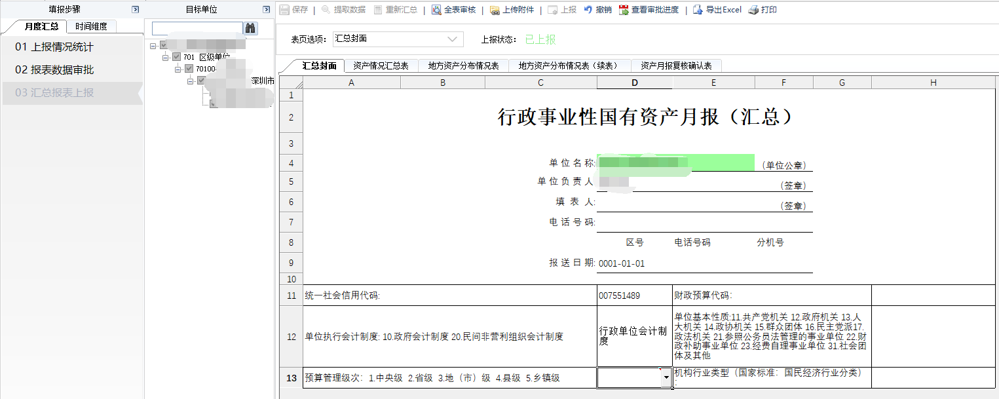 填报步骤
目标单位
保存 提取数据 重新汇总 全表审核 上传附件 上报 撤销 查看审批进度 导出Excel 打印
月度汇总 时间维度
01 上报情况统计
02 报表数据审批
03 汇总报表上报
701 区级单位
70100
深圳市
表页选项: 汇总封面 上报状态: 已上报
汇总封面 资产情况汇总表 地方资产分布情况表 地方资产分布情况表（续表） 资产月报复核确认表
A B C D E F G H
1
2 行政事业性国有资产月报（汇总）
3
4 单位名称: （单位公章）
5 单位负责人 （签章）
6 填表人: （签章）
7 电话号码:
8 区号 电话号码 分机号
9 报送日期: 0001-01-01
10
11 统一社会信用代码: 007551489 财政预算代码:
12 单位执行会计制度: 10.政府会计制度 20.民间非营利组织会计制度
行政单位会计制
度
单位基本性质:11.共产党机关 12.政府机关 13.人
大机关 14.政协机关 15.群众团体 16.民主党派17.
政法机关 21.参照公务员法管理的事业单位 22.财
政补助事业单位 23.经费自理事业单位 31.社会团
体及其他
13 预算管理级次: 1.中央级 2.省级 3.地（市）级 4.县级 5.乡镇级
机构行业类型（国家标准: 国民经济行业分类）
: